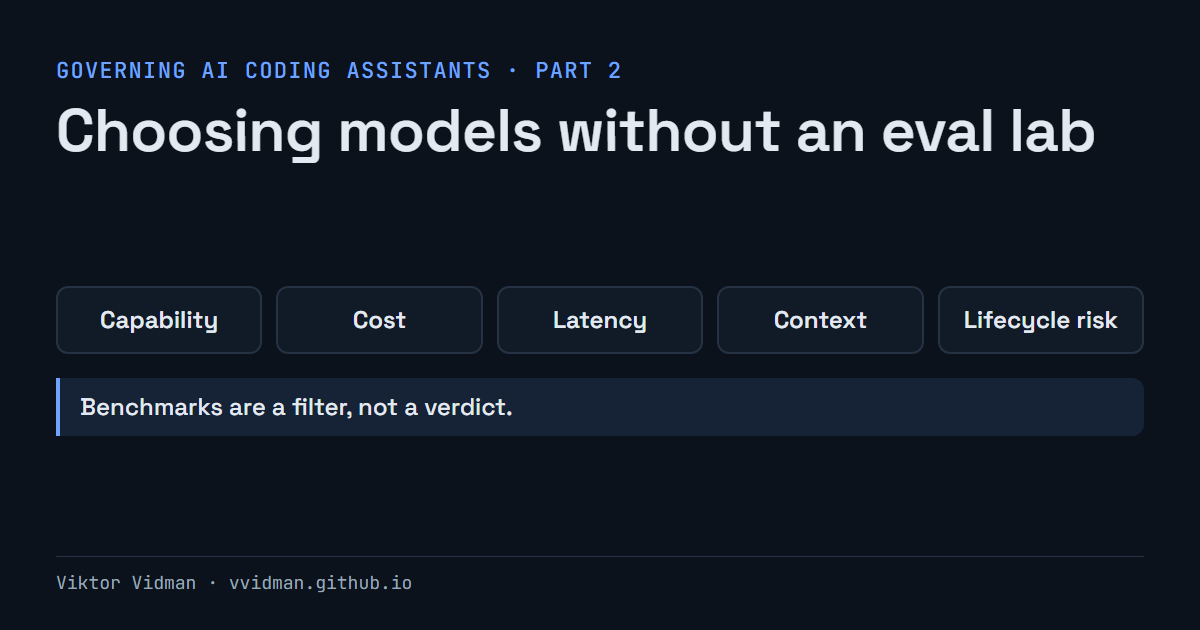 GOVERNING AI CODING ASSISTANTS · PART 2
Choosing models without an eval lab
Capability
Cost
Latency
Context
Lifecycle risk
Benchmarks are a filter, not a verdict.
Viktor Vidman · vvidman.github.io